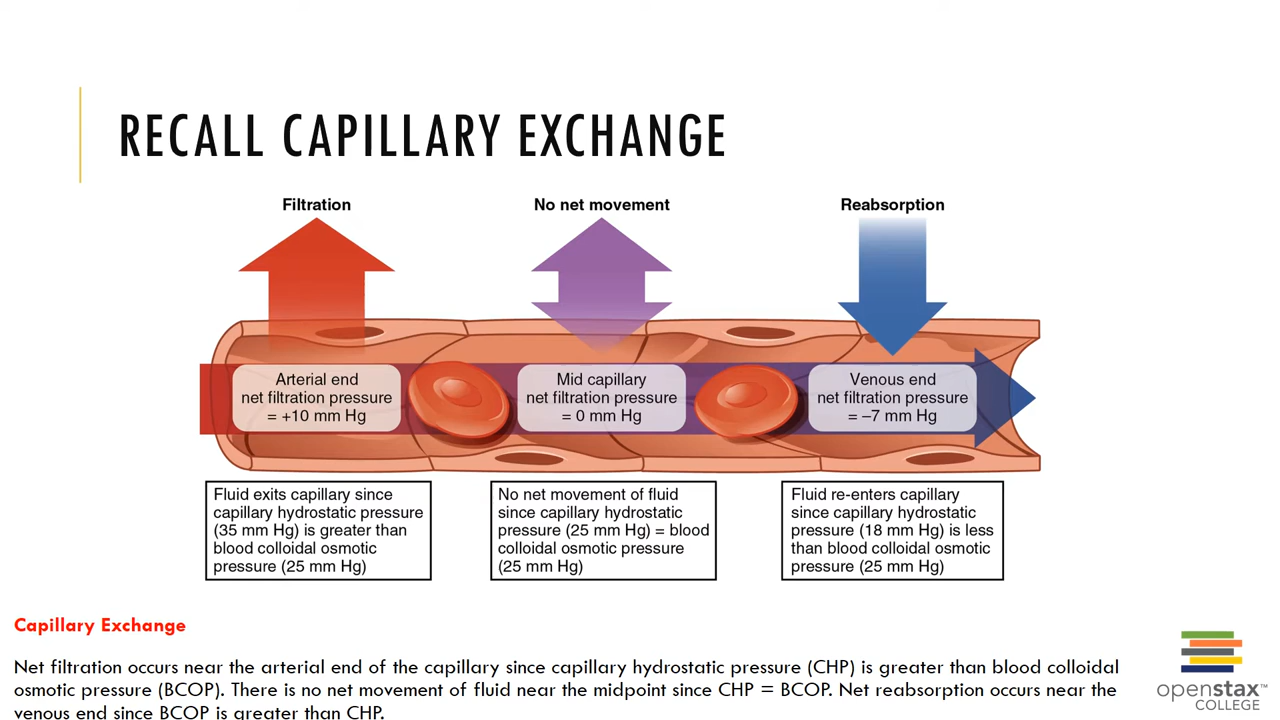 RECALL CAPILLARY EXCHANGE
Filtration
No net movement
Reabsorption
Arterial end
net filtration pressure
= +10 mm Hg
Mid capillary
net filtration pressure
= 0 mm Hg
Venous end
net filtration pressure
= –7 mm Hg
Fluid exits capillary since
capillary hydrostatic pressure
(35 mm Hg) is greater than
blood colloidal osmotic
pressure (25 mm Hg)
No net movement of fluid
since capillary hydrostatic
pressure (25 mm Hg) = blood
colloidal osmotic pressure
(25 mm Hg)
Fluid re-enters capillary
since capillary hydrostatic
pressure (18 mm Hg) is less
than blood colloidal osmotic
pressure (25 mm Hg)
Capillary Exchange
Net filtration occurs near the arterial end of the capillary since capillary hydrostatic pressure (CHP) is greater than blood colloidal
osmotic pressure (BCOP). There is no net movement of fluid near the midpoint since CHP = BCOP. Net reabsorption occurs near the
venous end since BCOP is greater than CHP.
openstax™
COLLEGE